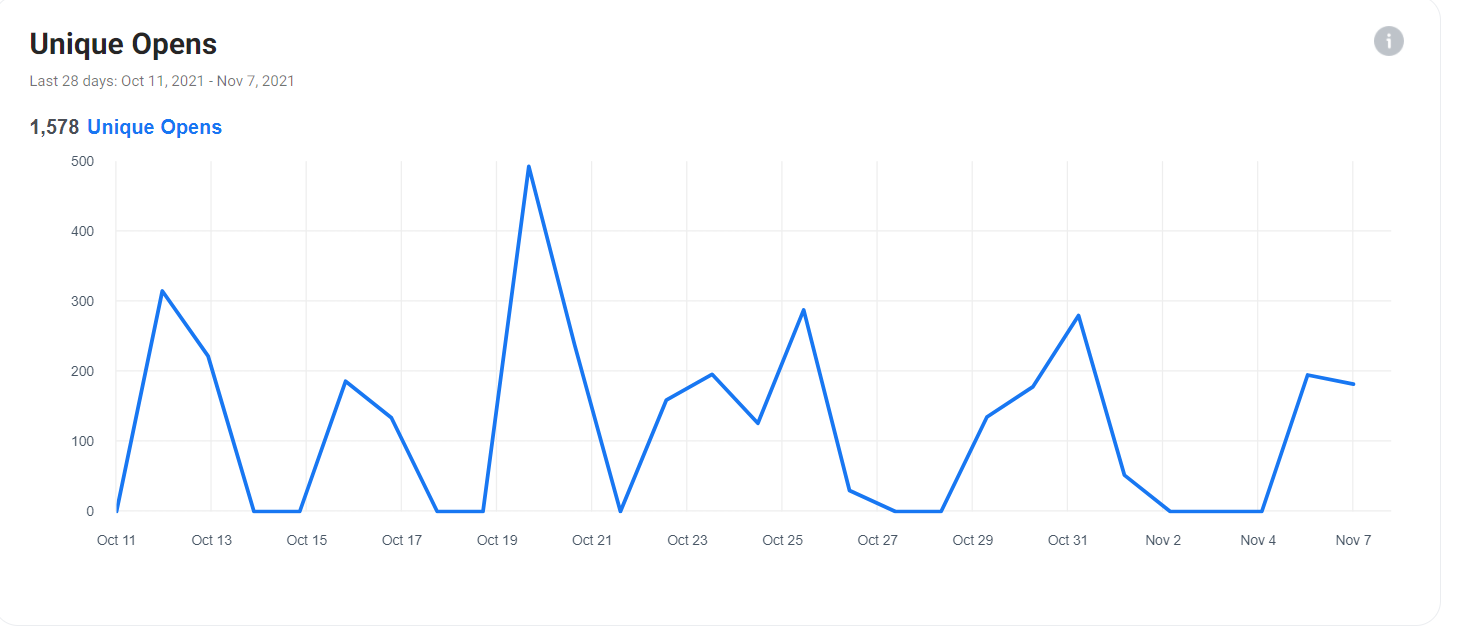 Unique Opens
i
Last 28 days: Oct 11, 2021 - Nov 7, 2021
1,578 Unique Opens
500
400
300
200
100
0
Oct 11 Oct 13 Oct 15 Oct 17 Oct 19 Oct 21 Oct 23 Oct 25 Oct 27 Oct 29 Oct 31 Nov 2 Nov 4 Nov 7